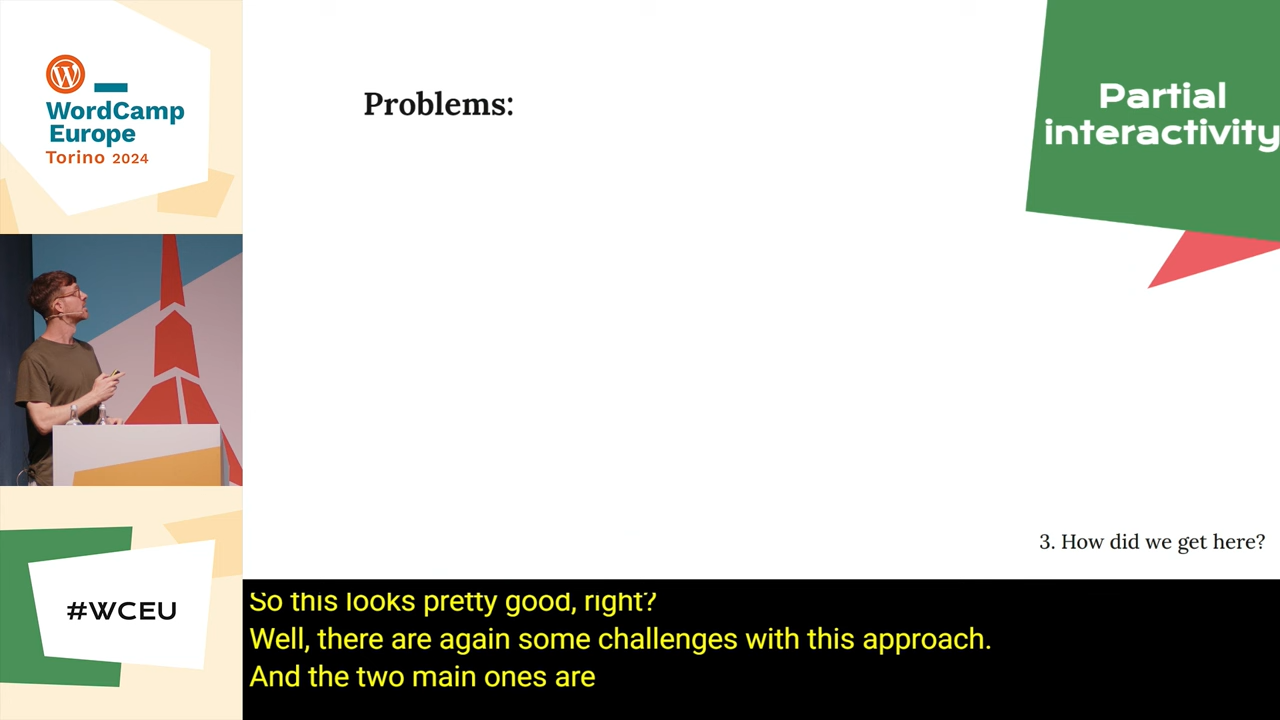 WordCamp
Europe
Torino 2024
#WCEU
Problems:
Partial
interactivity
3. How did we get here?
So this looks pretty good, right?
Well, there are again some challenges with this approach.
And the two main ones are